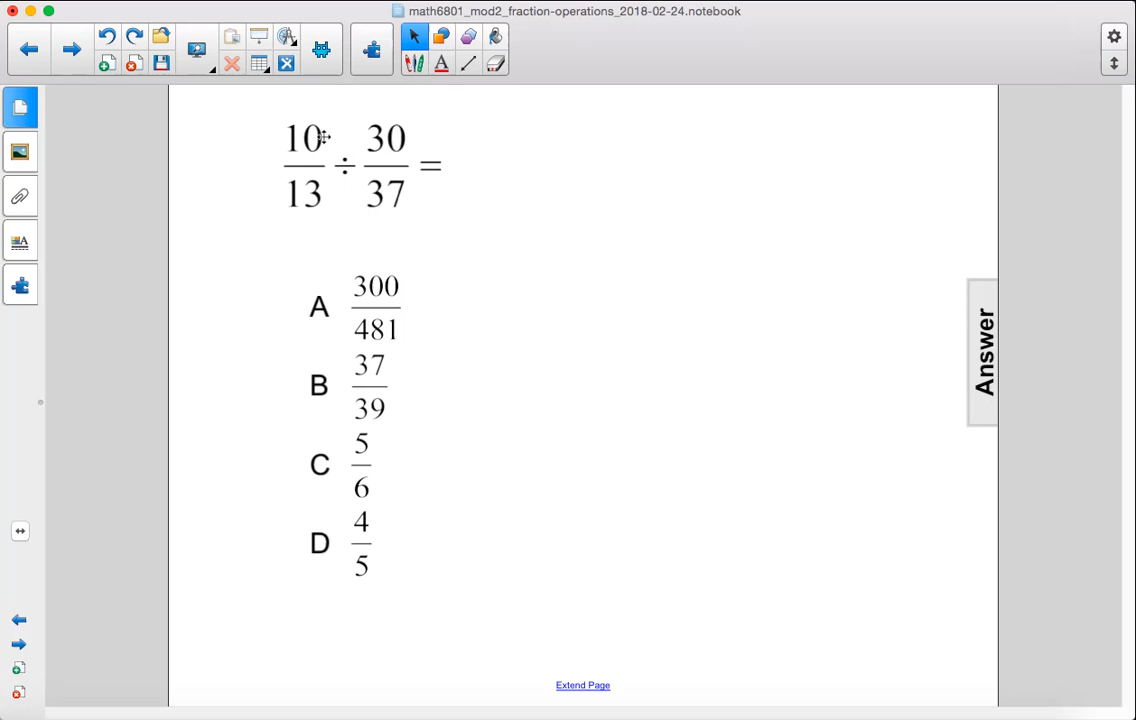 math6801_mod2_fraction-operations_2018-02-24.notebook
10/13 ÷ 30/37 =
A 300/481
B 37/39
C 5/6
D 4/5
Answer
Extend Page